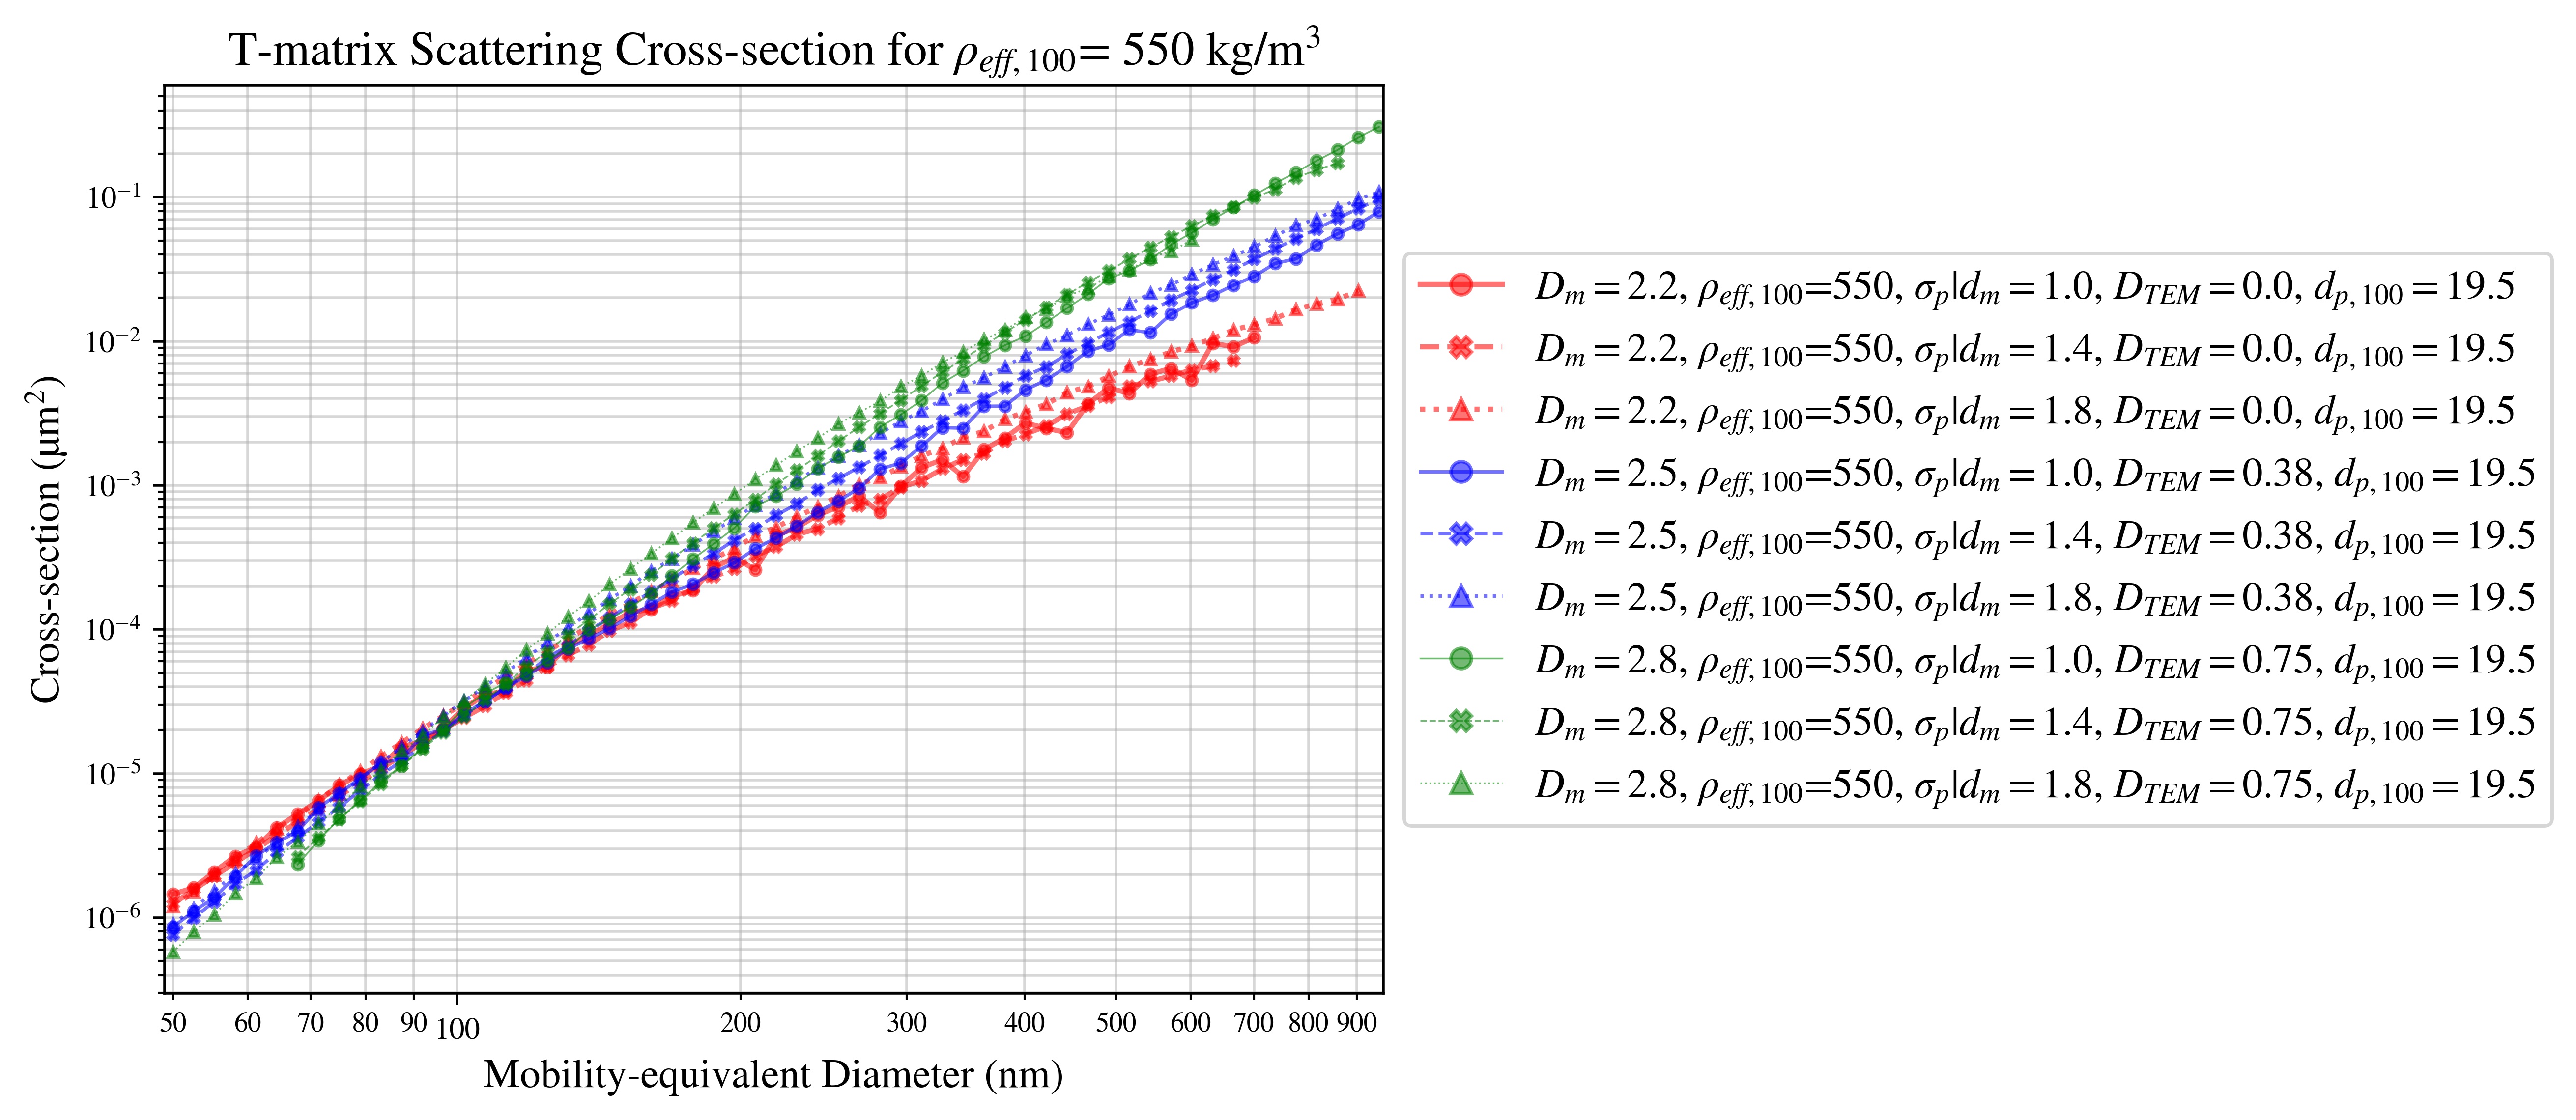 T-matrix Scattering Cross-section for ρeff,100= 550 kg/m³
Cross-section (μm²)
10⁻¹
10⁻²
10⁻³
10⁻⁴
10⁻⁵
10⁻⁶
50 60 70 80 90 100 200 300 400 500 600 700 800 900
Mobility-equivalent Diameter (nm)
Dm = 2.2, ρeff,100=550, σp|dm = 1.0, DTEM = 0.0, dp,100 = 19.5
Dm = 2.2, ρeff,100=550, σp|dm = 1.4, DTEM = 0.0, dp,100 = 19.5
Dm = 2.2, ρeff,100=550, σp|dm = 1.8, DTEM = 0.0, dp,100 = 19.5
Dm = 2.5, ρeff,100=550, σp|dm = 1.0, DTEM = 0.38, dp,100 = 19.5
Dm = 2.5, ρeff,100=550, σp|dm = 1.4, DTEM = 0.38, dp,100 = 19.5
Dm = 2.5, ρeff,100=550, σp|dm = 1.8, DTEM = 0.38, dp,100 = 19.5
Dm = 2.8, ρeff,100=550, σp|dm = 1.0, DTEM = 0.75, dp,100 = 19.5
Dm = 2.8, ρeff,100=550, σp|dm = 1.4, DTEM = 0.75, dp,100 = 19.5
Dm = 2.8, ρeff,100=550, σp|dm = 1.8, DTEM = 0.75, dp,100 = 19.5